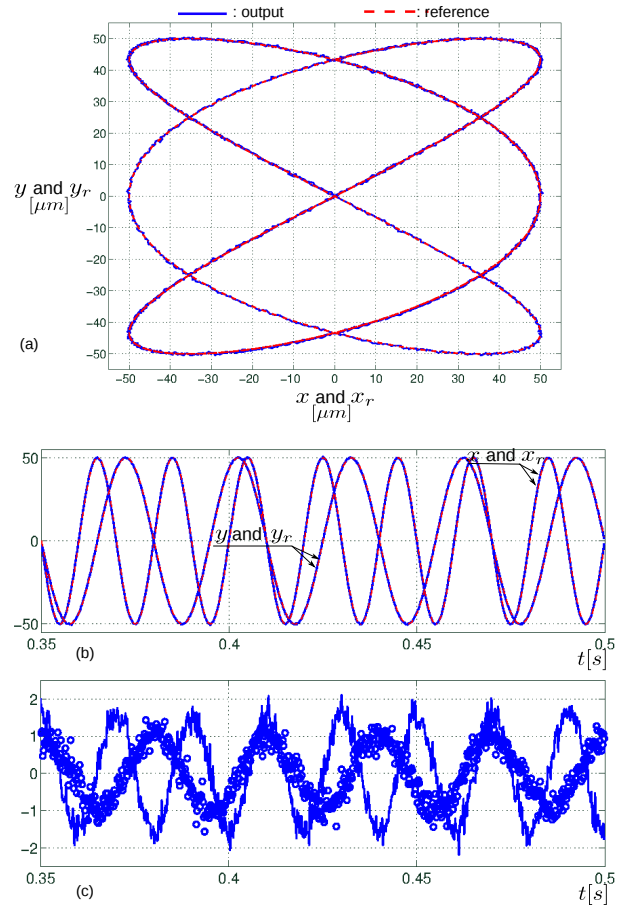 : output : reference
50
40
30
20
10
0
−10
−20
−30
−40
−50
y and y_r
[μm]
(a)
−50 −40 −30 −20 −10 0 10 20 30 40 50
x and x_r
[μm]
50
0
−50
x and x_r
y and y_r
0.35 0.4 0.45 0.5
(b)
t[s]
2
1
0
−1
−2
0.35 0.4 0.45 0.5
(c)
t[s]